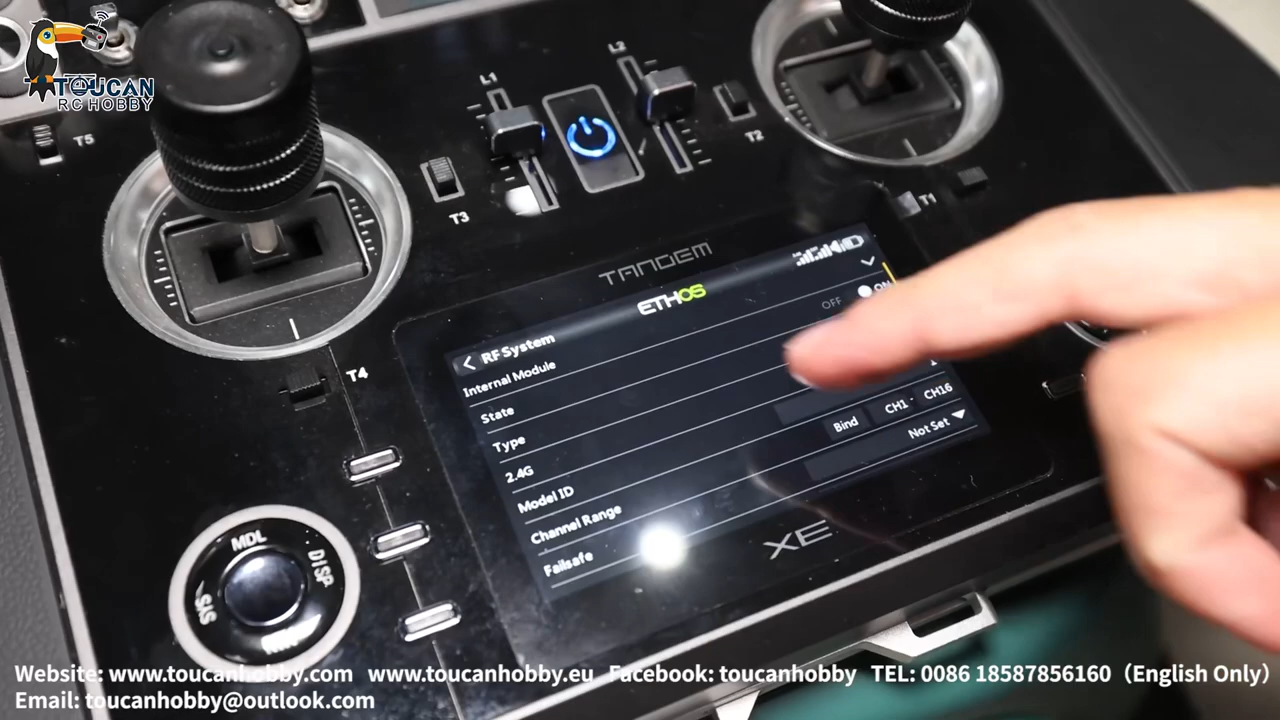 TOUCAN
RC HOBBY
T5
L1
L2
T2
T3
T1
TANDEM
ETHOS
RF System
Internal Module
State
OFF
ON
Type
2.4G
Model ID
1
Bind
CH1 - CH16
Channel Range
Not Set
Failsafe
T4
XE
MDL
DISP
SYS
Website: www.toucanhobby.com www.toucanhobby.eu Facebook: toucanhobby TEL: 0086 18587856160（English Only）
Email: toucanhobby@outlook.com